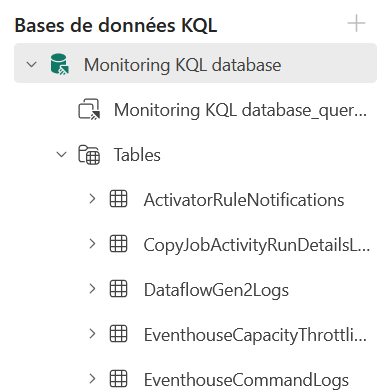 Bases de données KQL
Monitoring KQL database
Monitoring KQL database_quer...
Tables
ActivatorRuleNotifications
CopyJobActivityRunDetailsL...
DataflowGen2Logs
EventhouseCapacityThrottli...
EventhouseCommandLogs